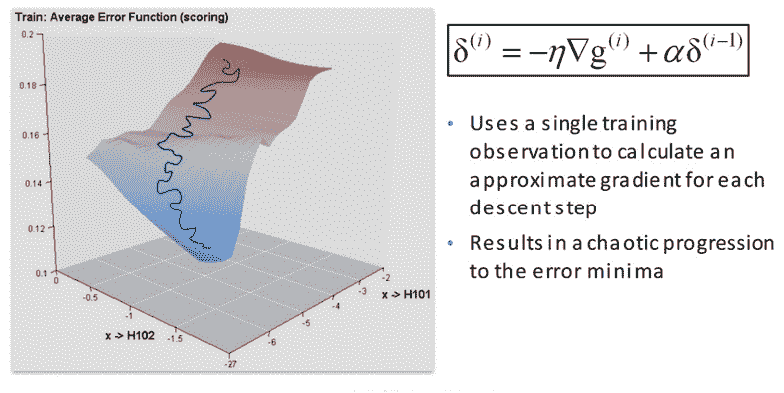 Train: Average Error Function (scoring)
0.2
0.18
0.16
0.14
0.12
0.1
0
-0.5
-1
-1.5
-27
-6
-5
-4
-3
-2
x -> H102
x -> H101
δ⁽ⁱ⁾ = −η∇g⁽ⁱ⁾ + αδ⁽ⁱ⁻¹⁾
• Uses a single training
observation to calculate an
approximate gradient for each
descent step
• Results in a chaotic progression
to the error minima